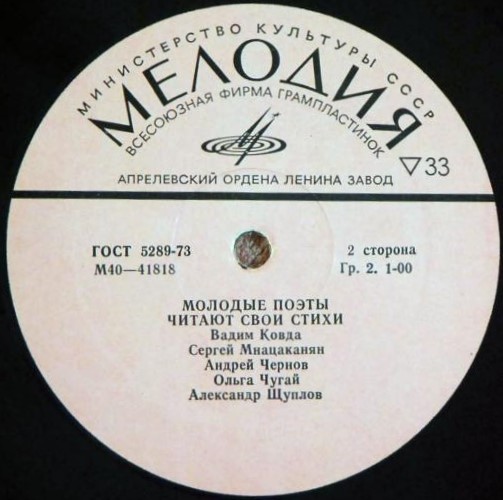 МИНИСТЕРСТВО КУЛЬТУРЫ СССР
МЕЛОДИЯ
ВСЕСОЮЗНАЯ ФИРМА ГРАМПЛАСТИНОК
▽33
АПРЕЛЕВСКИЙ ОРДЕНА ЛЕНИНА ЗАВОД
ГОСТ 5289-73
2 сторона
М40—41818
Гр. 2. 1-00
МОЛОДЫЕ ПОЭТЫ
ЧИТАЮТ СВОИ СТИХИ
Вадим Ковда
Сергей Мнацаканян
Андрей Чернов
Ольга Чугай
Александр Щуплов